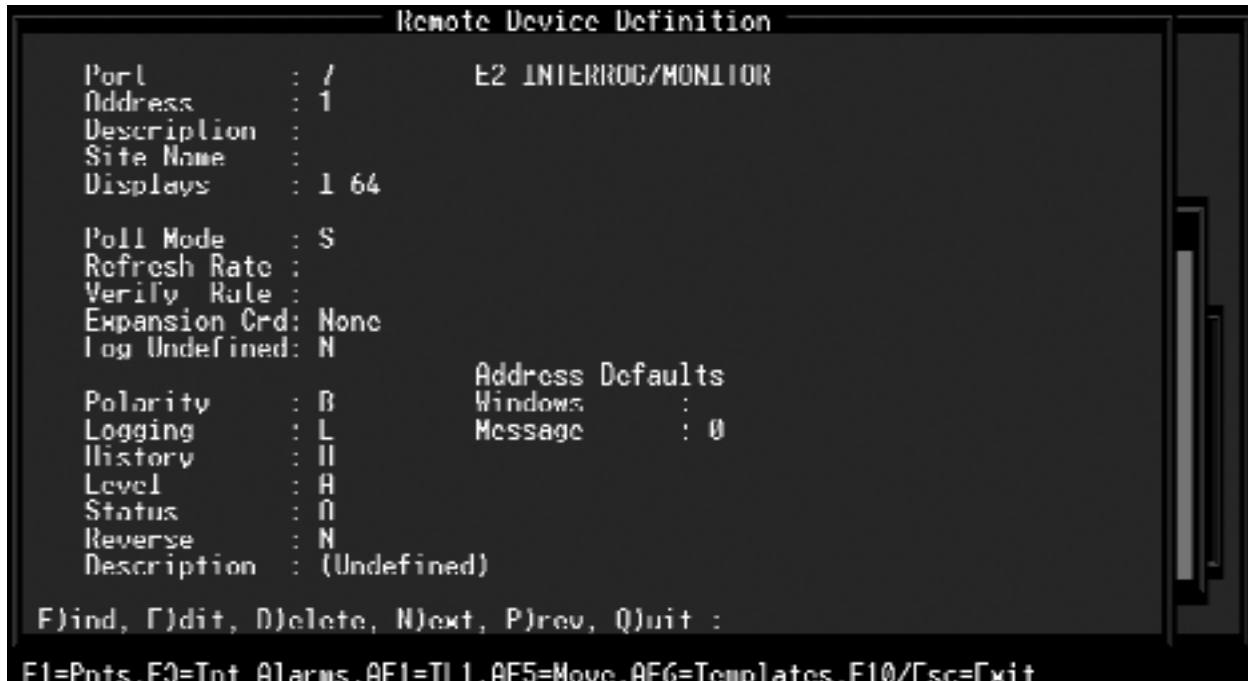 Remote Device Definition
Port : 7 E2 INTERROG/MONITOR
Address : 1
Description :
Site Name :
Displays : 1 64
Poll Mode : S
Refresh Rate :
Verify Rate :
Expansion Crd: None
Log Undefined: N
Address Defaults
Polarity : B Windows :
Logging : L Message : 0
History : H
Level : A
Status : A
Reverse : N
Description : (Undefined)
F)ind, E)dit, D)elete, N)ext, P)rev, Q)uit :
F1=Pnts,F3=Int Alarms,AF1=TL1,AF5=Move,AF6=Templates,F10/Esc=Exit